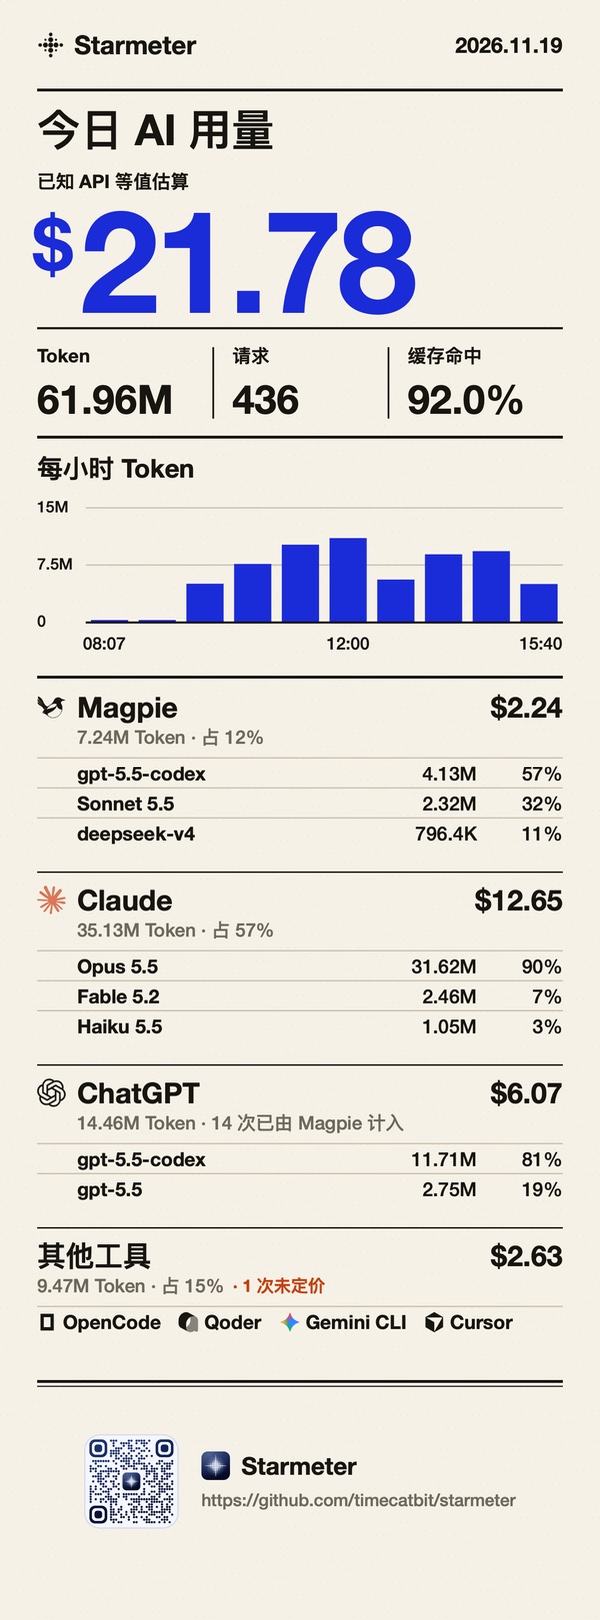 Starmeter
2026.11.19
今日 AI 用量
已知 API 等值估算
$21.78
Token 请求 缓存命中
61.96M 436 92.0%
每小时 Token
15M
7.5M
0
08:07 12:00 15:40
Magpie $2.24
7.24M Token · 占 12%
gpt-5.5-codex 4.13M 57%
Sonnet 5.5 2.32M 32%
deepseek-v4 796.4K 11%
Claude $12.65
35.13M Token · 占 57%
Opus 5.5 31.62M 90%
Fable 5.2 2.46M 7%
Haiku 5.5 1.05M 3%
ChatGPT $6.07
14.46M Token · 14 次已由 Magpie 计入
gpt-5.5-codex 11.71M 81%
gpt-5.5 2.75M 19%
其他工具 $2.63
9.47M Token · 占 15% · 1 次未定价
OpenCode Qoder Gemini CLI Cursor
Starmeter
https://github.com/timecatbit/starmeter